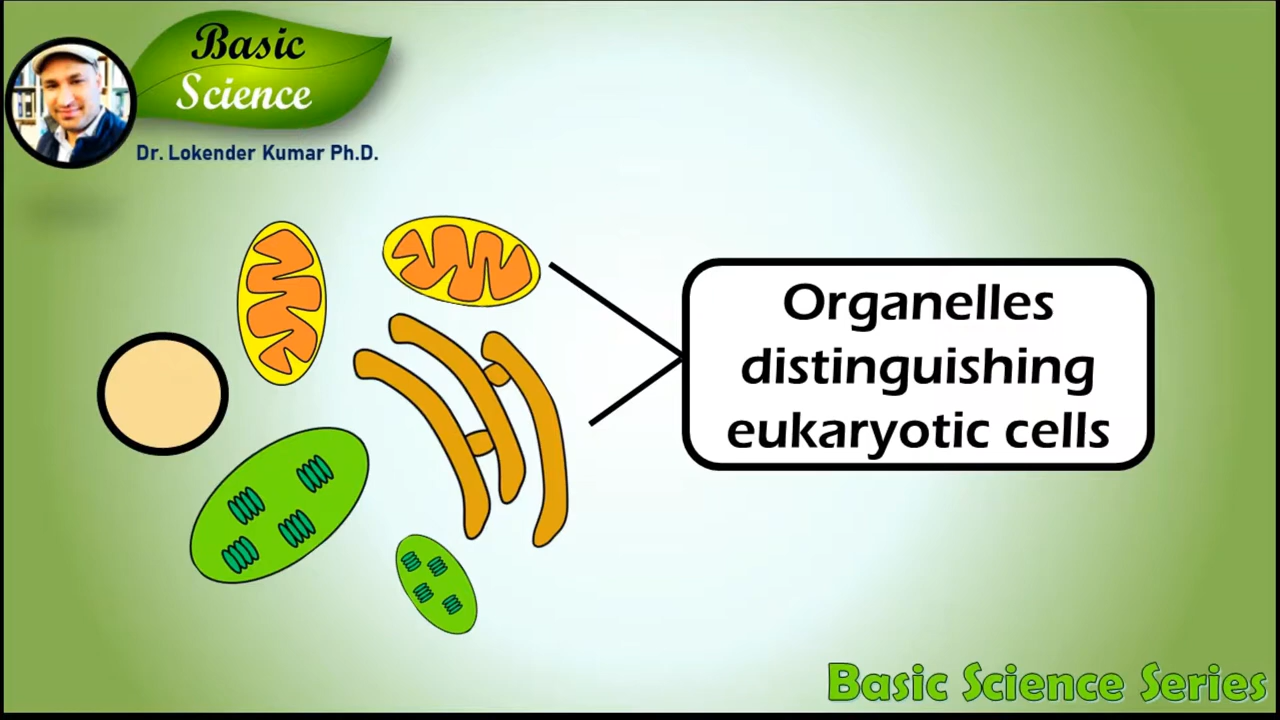 Basic
Science
Dr. Lokender Kumar Ph.D.
Organelles
distinguishing
eukaryotic cells
Basic Science Series